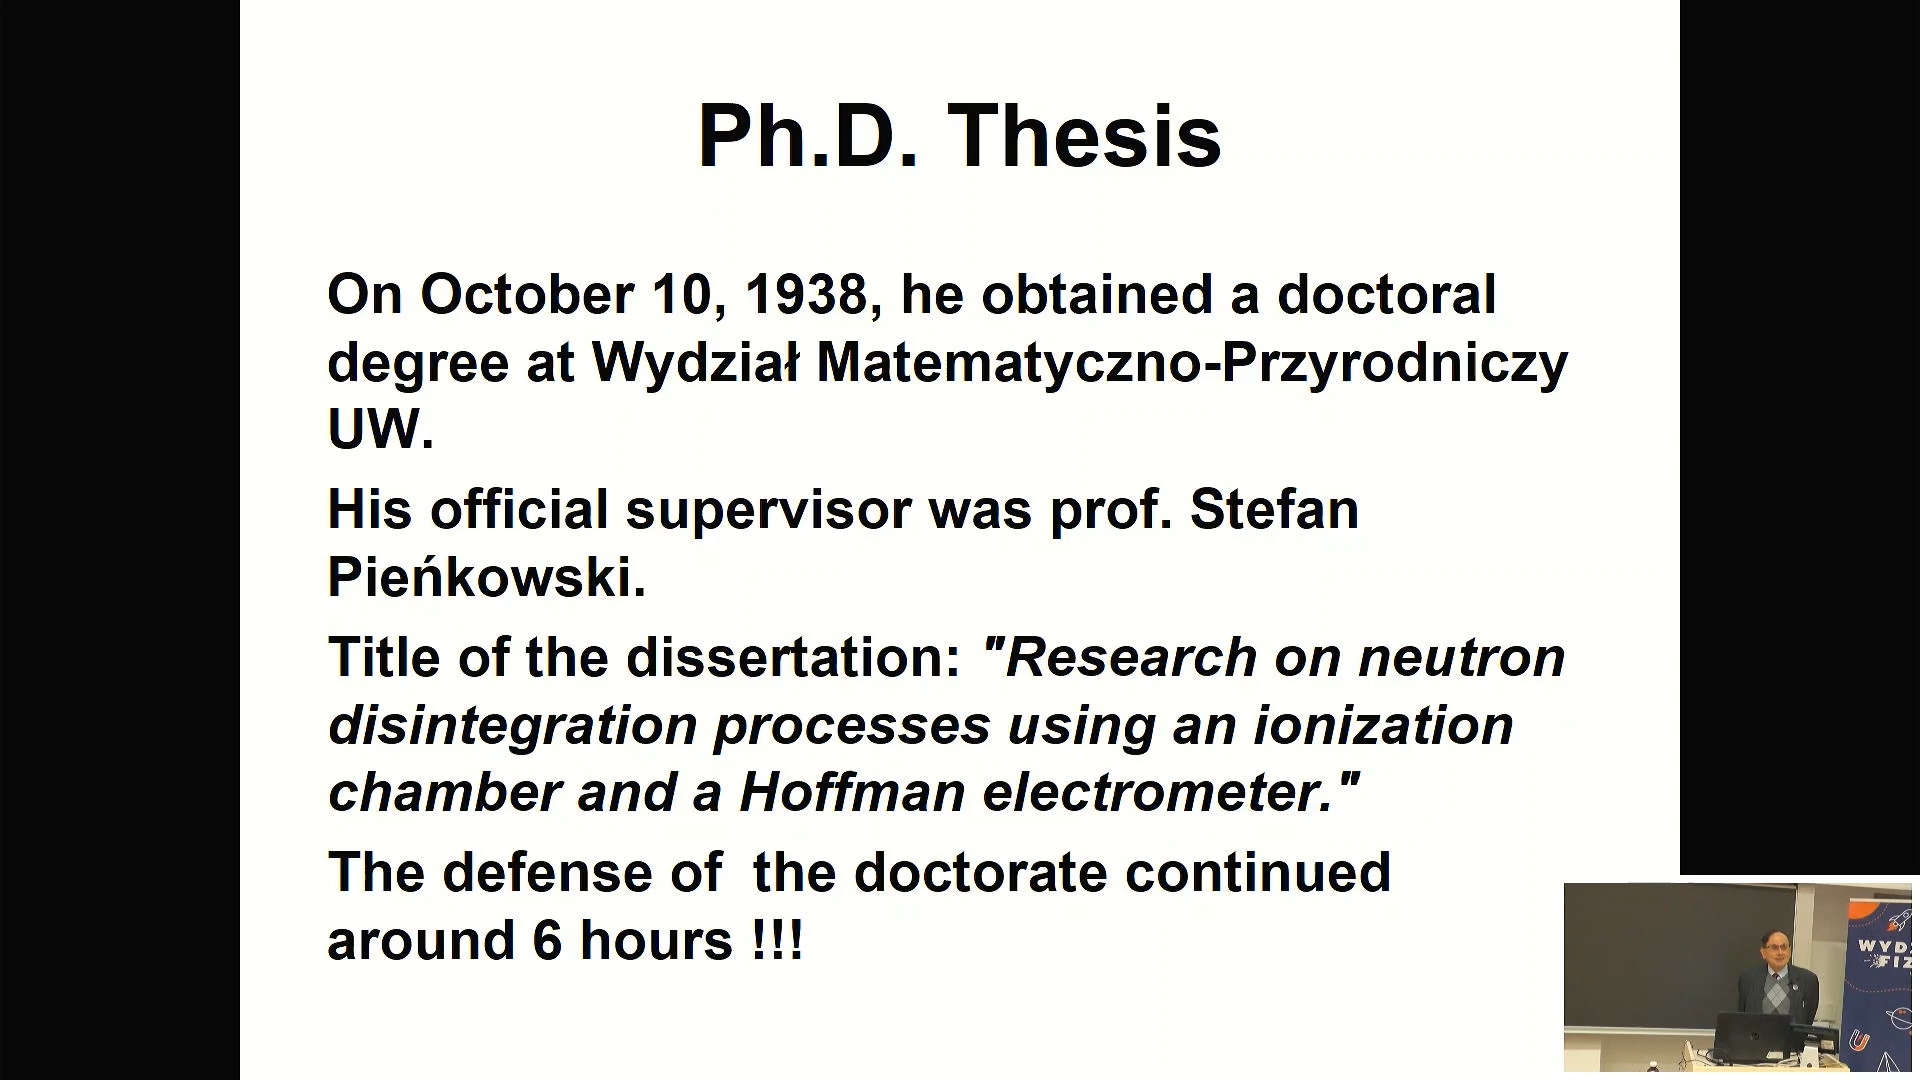 Ph.D. Thesis
On October 10, 1938, he obtained a doctoral
degree at Wydział Matematyczno-Przyrodniczy
UW.
His official supervisor was prof. Stefan
Pieńkowski.
Title of the dissertation: "Research on neutron
disintegration processes using an ionization
chamber and a Hoffman electrometer."
The defense of  the doctorate continued
around 6 hours !!!
WYDZ
FIZ